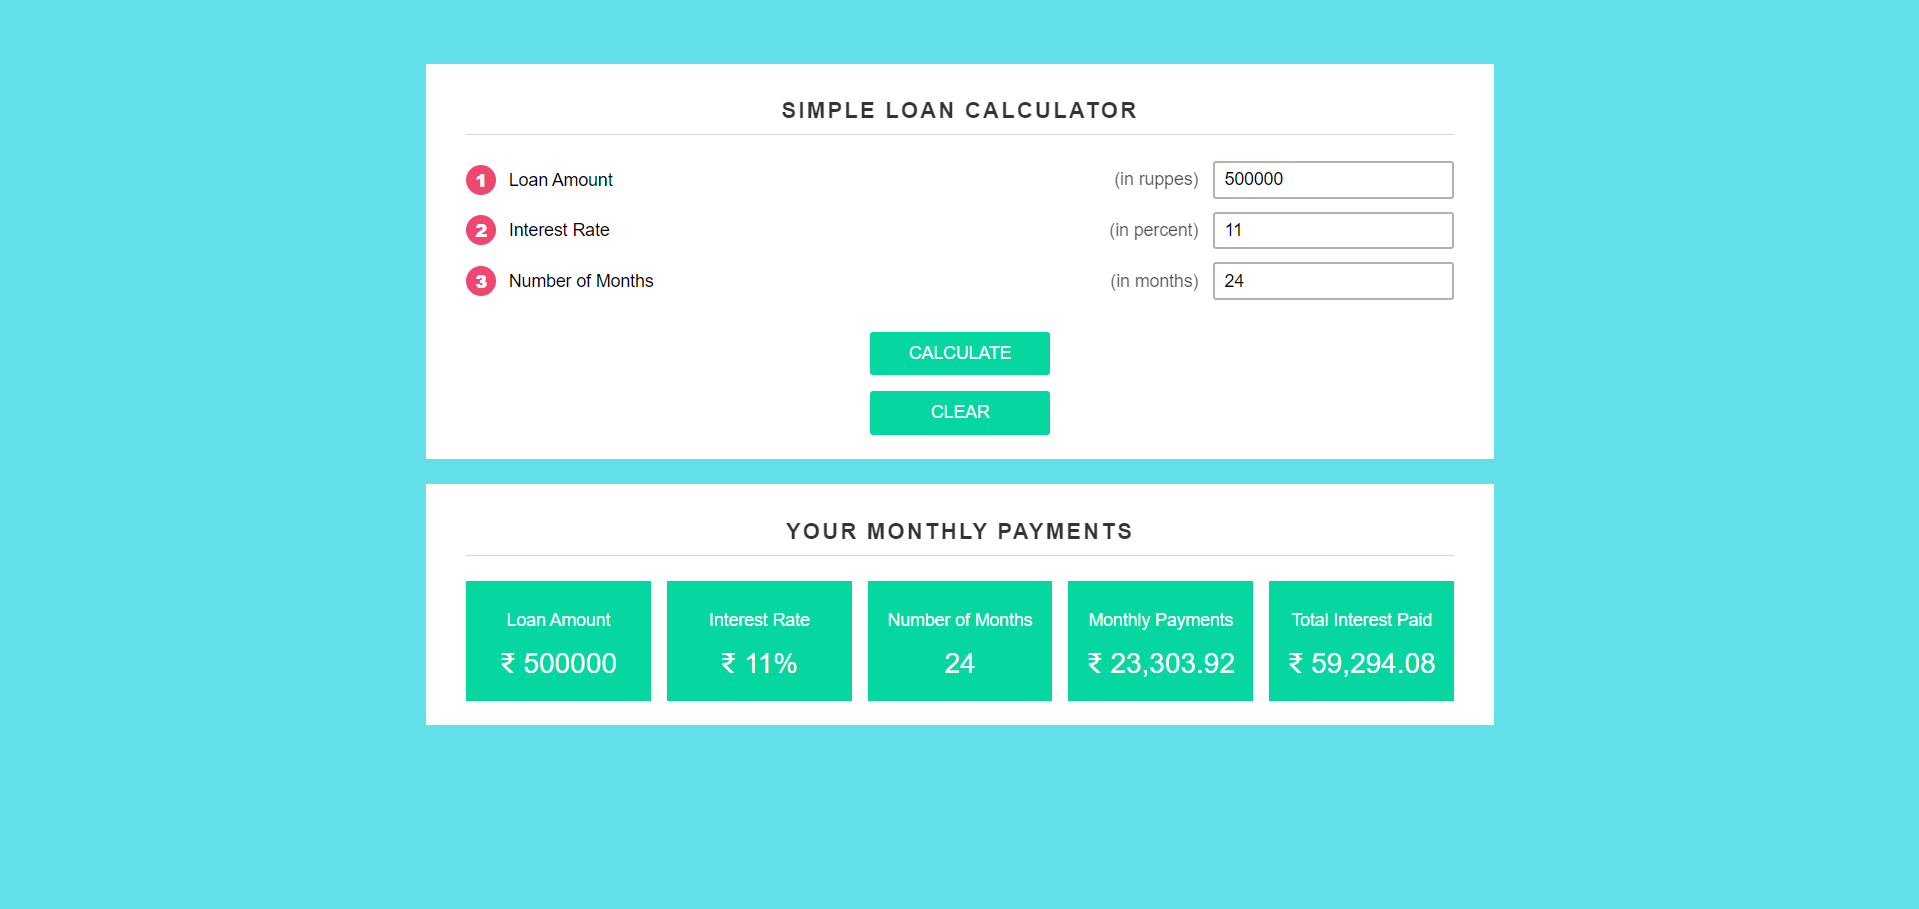 SIMPLE LOAN CALCULATOR
1 Loan Amount (in ruppes) 500000
2 Interest Rate (in percent) 11
3 Number of Months (in months) 24
CALCULATE
CLEAR
YOUR MONTHLY PAYMENTS
Loan Amount Interest Rate Number of Months Monthly Payments Total Interest Paid
₹ 500000 ₹ 11% 24 ₹ 23,303.92 ₹ 59,294.08